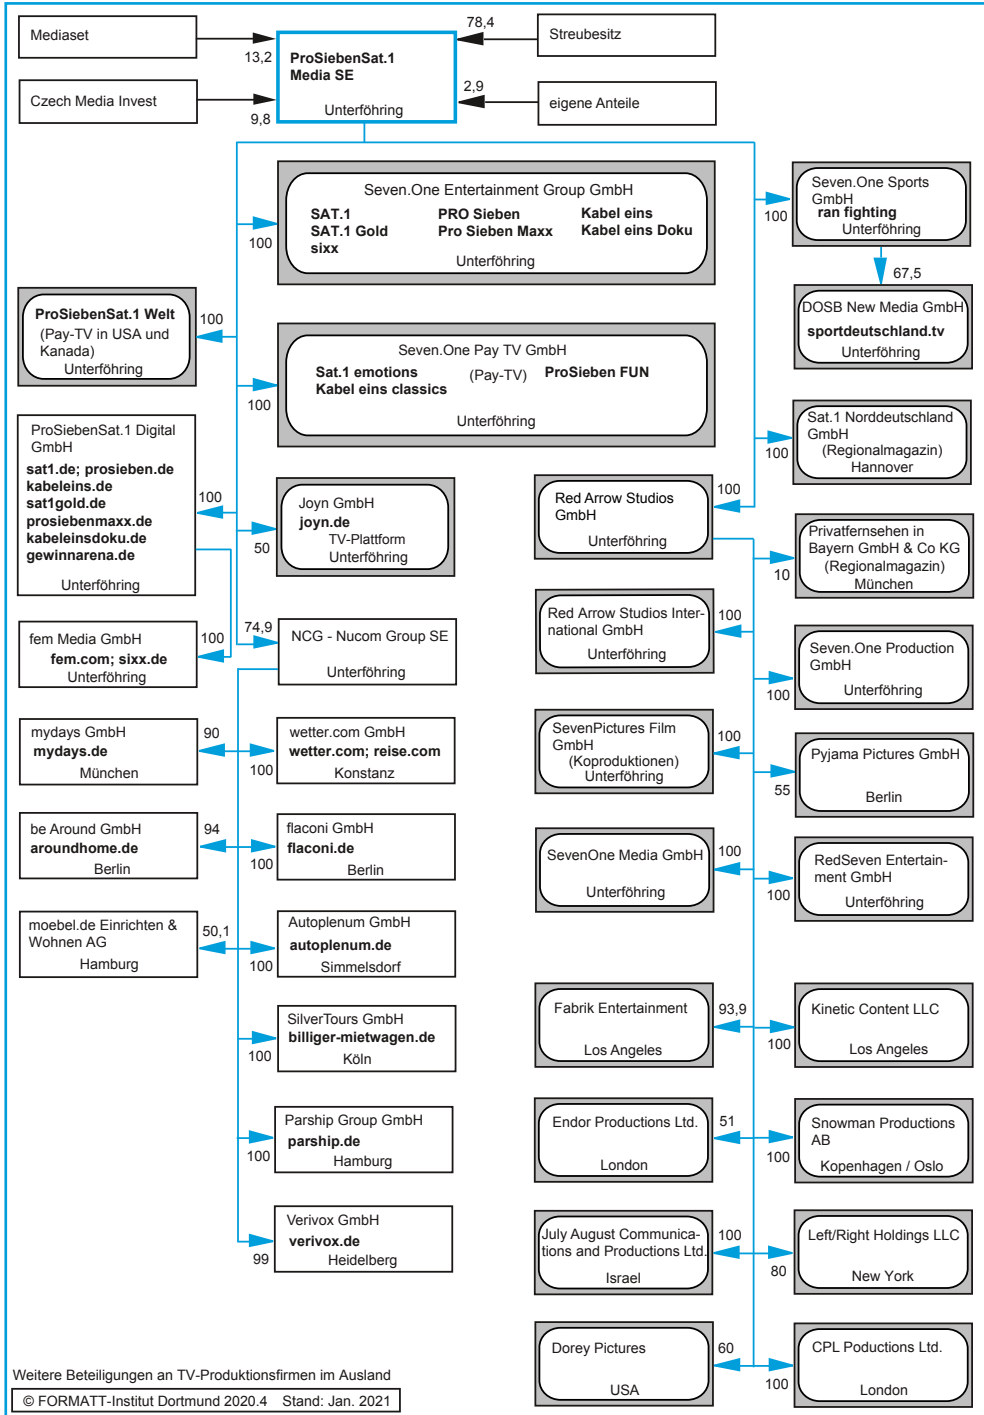 Mediaset
13,2
Czech Media Invest
9,8
ProSiebenSat.1
Media SE
Unterföhring
78,4
Streubesitz
2,9
eigene Anteile
Seven.One Entertainment Group GmbH
SAT.1 PRO Sieben Kabel eins
SAT.1 Gold Pro Sieben Maxx Kabel eins Doku
sixx
Unterföhring
100
Seven.One Sports
GmbH
ran fighting
Unterföhring
100
67,5
DOSB New Media GmbH
sportdeutschland.tv
Unterföhring
ProSiebenSat.1 Welt
(Pay-TV in USA und
Kanada)
Unterföhring
100
Seven.One Pay TV GmbH
Sat.1 emotions (Pay-TV) ProSieben FUN
Kabel eins classics
Unterföhring
100
Sat.1 Norddeutschland
GmbH
(Regionalmagazin)
Hannover
100
ProSiebenSat.1 Digital
GmbH
sat1.de; prosieben.de
kabeleins.de
sat1gold.de
prosiebenmaxx.de
kabeleinsdoku.de
gewinnarena.de
Unterföhring
100
Joyn GmbH
joyn.de
TV-Plattform
Unterföhring
50
Red Arrow Studios
GmbH
Unterföhring
100
Privatfernsehen in
Bayern GmbH & Co KG
(Regionalmagazin)
München
10
fem Media GmbH
fem.com; sixx.de
Unterföhring
100
74,9
NCG - Nucom Group SE
Unterföhring
Red Arrow Studios Inter-
national GmbH
Unterföhring
100
Seven.One Production
GmbH
Unterföhring
100
mydays GmbH
mydays.de
München
90
wetter.com GmbH
wetter.com; reise.com
Konstanz
100
SevenPictures Film
GmbH
(Koproduktionen)
Unterföhring
100
Pyjama Pictures GmbH
Berlin
55
be Around GmbH
aroundhome.de
Berlin
94
flaconi GmbH
flaconi.de
Berlin
100
SevenOne Media GmbH
Unterföhring
100
RedSeven Entertain-
ment GmbH
Unterföhring
100
moebel.de Einrichten &
Wohnen AG
Hamburg
50,1
Autoplenum GmbH
autoplenum.de
Simmelsdorf
100
SilverTours GmbH
billiger-mietwagen.de
Köln
100
Fabrik Entertainment
Los Angeles
93,9
Kinetic Content LLC
Los Angeles
100
Parship Group GmbH
parship.de
Hamburg
100
Endor Productions Ltd.
London
51
Snowman Productions
AB
Kopenhagen / Oslo
100
Verivox GmbH
verivox.de
Heidelberg
99
July August Communica-
tions and Productions Ltd.
Israel
100
Left/Right Holdings LLC
New York
80
Dorey Pictures
USA
60
CPL Poductions Ltd.
London
100
Weitere Beteiligungen an TV-Produktionsfirmen im Ausland
© FORMATT-Institut Dortmund 2020.4 Stand: Jan. 2021